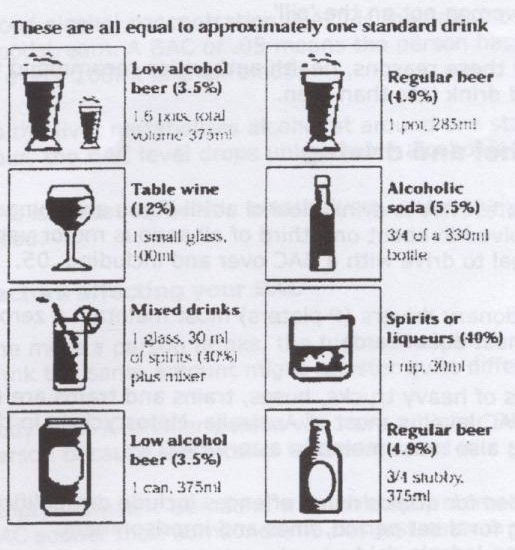 These are all equal to approximately one standard drink
Low alcohol
beer (3.5%)
1.6 pots, total
volume 375ml
Regular beer
(4.9%)
1 pot, 285ml
Table wine
(12%)
1 small glass,
100ml
Alcoholic
soda (5.5%)
3/4 of a 330ml
bottle
Mixed drinks
1 glass, 30 ml
of spirits (40%)
plus mixer
Spirits or
liqueurs (40%)
1 nip, 30ml
Low alcohol
beer (3.5%)
1 can, 375ml
Regular beer
(4.9%)
3/4 stubby,
375ml